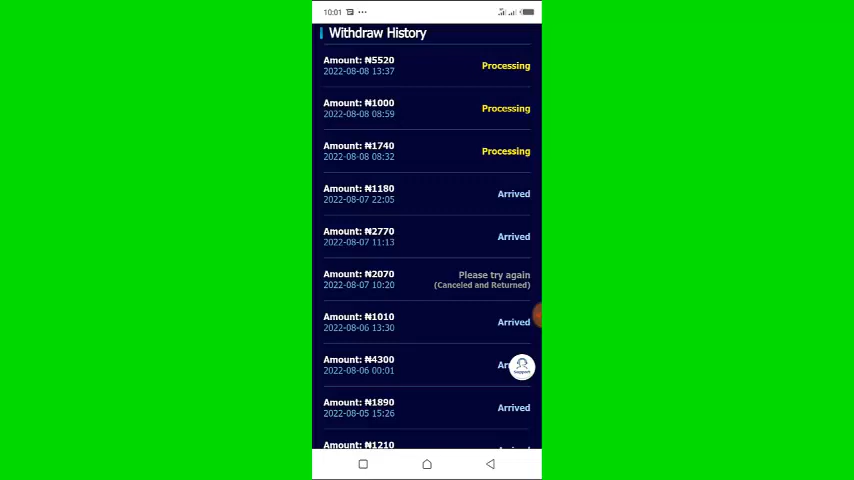 10:01
Withdraw History
Amount: ₦5520
2022-08-08 13:37
Processing
Amount: ₦1000
2022-08-08 08:59
Processing
Amount: ₦1740
2022-08-08 08:32
Processing
Amount: ₦1180
2022-08-07 22:05
Arrived
Amount: ₦2770
2022-08-07 11:13
Arrived
Amount: ₦2070
2022-08-07 10:20
Please try again
(Canceled and Returned)
Amount: ₦1010
2022-08-06 13:30
Arrived
Amount: ₦4300
2022-08-06 00:01
Support
Amount: ₦1890
2022-08-05 15:26
Arrived
Amount: ₦1210